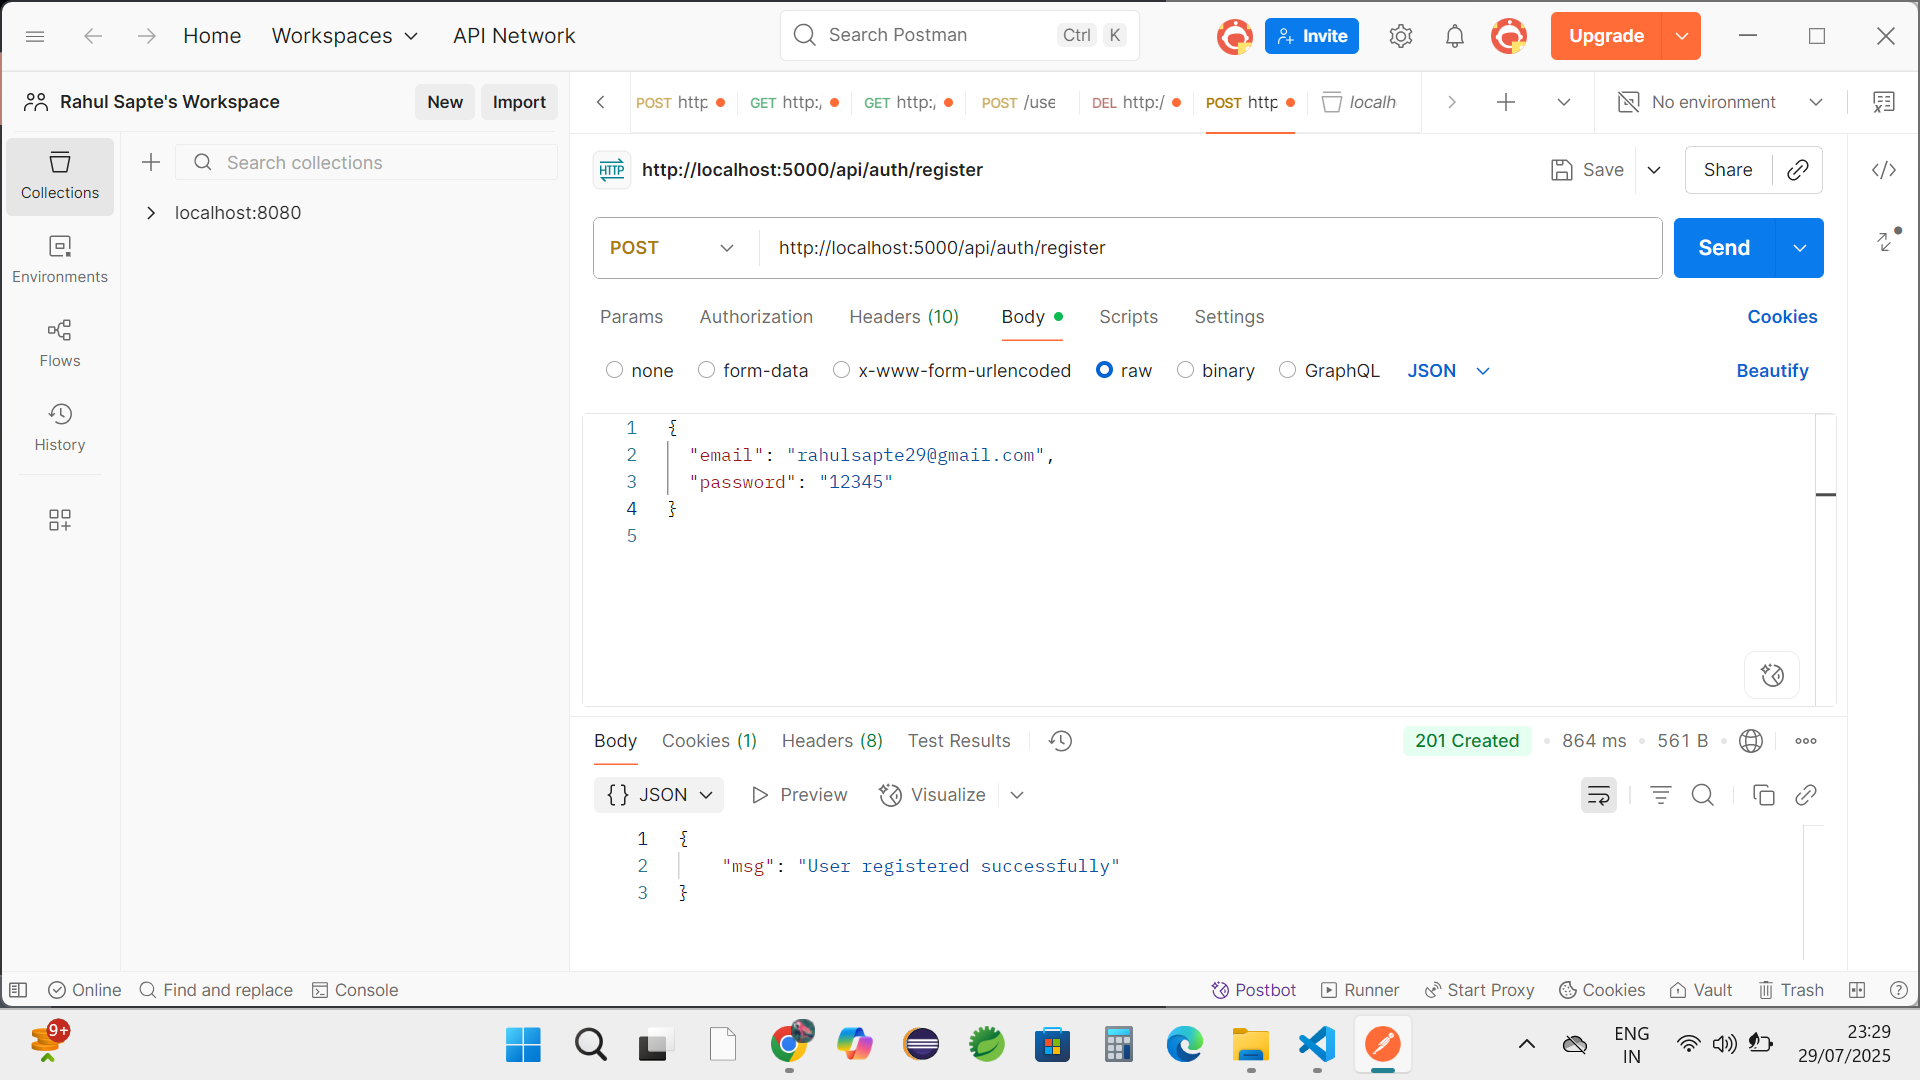 Home
Workspaces
API Network
Search Postman
Ctrl K
Invite
Upgrade
Rahul Sapte's Workspace
New
Import
POST http
GET http:/
GET http:/
POST /use
DEL http:/
POST http
localh
No environment
Collections
Environments
Flows
History
Search collections
localhost:8080
HTTP
http://localhost:5000/api/auth/register
Save
Share
POST
http://localhost:5000/api/auth/register
Send
Params
Authorization
Headers (10)
Body
Scripts
Settings
Cookies
none
form-data
x-www-form-urlencoded
raw
binary
GraphQL
JSON
Beautify
1 {
2 "email": "rahulsapte29@gmail.com",
3 "password": "12345"
4 }
5
Body
Cookies (1)
Headers (8)
Test Results
201 Created
864 ms
561 B
{} JSON
Preview
Visualize
1 {
2 "msg": "User registered successfully"
3 }
Online
Find and replace
Console
Postbot
Runner
Start Proxy
Cookies
Vault
Trash
9+
ENG
IN
23:29
29/07/2025